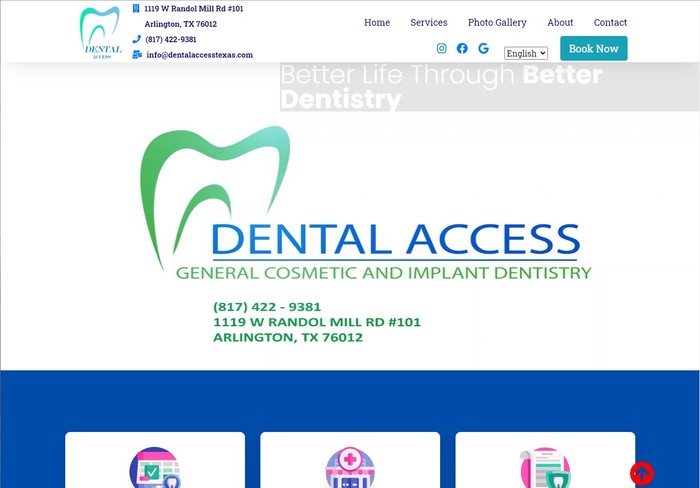 DENTAL
ACCESS
1119 W Randol Mill Rd #101
Arlington, TX 76012
(817) 422-9381
info@dentalaccesstexas.com
Home Services Photo Gallery About Contact
English
Book Now
Better Life Through Better
Dentistry
DENTAL ACCESS
GENERAL COSMETIC AND IMPLANT DENTISTRY
(817) 422 - 9381
1119 W RANDOL MILL RD #101
ARLINGTON, TX 76012